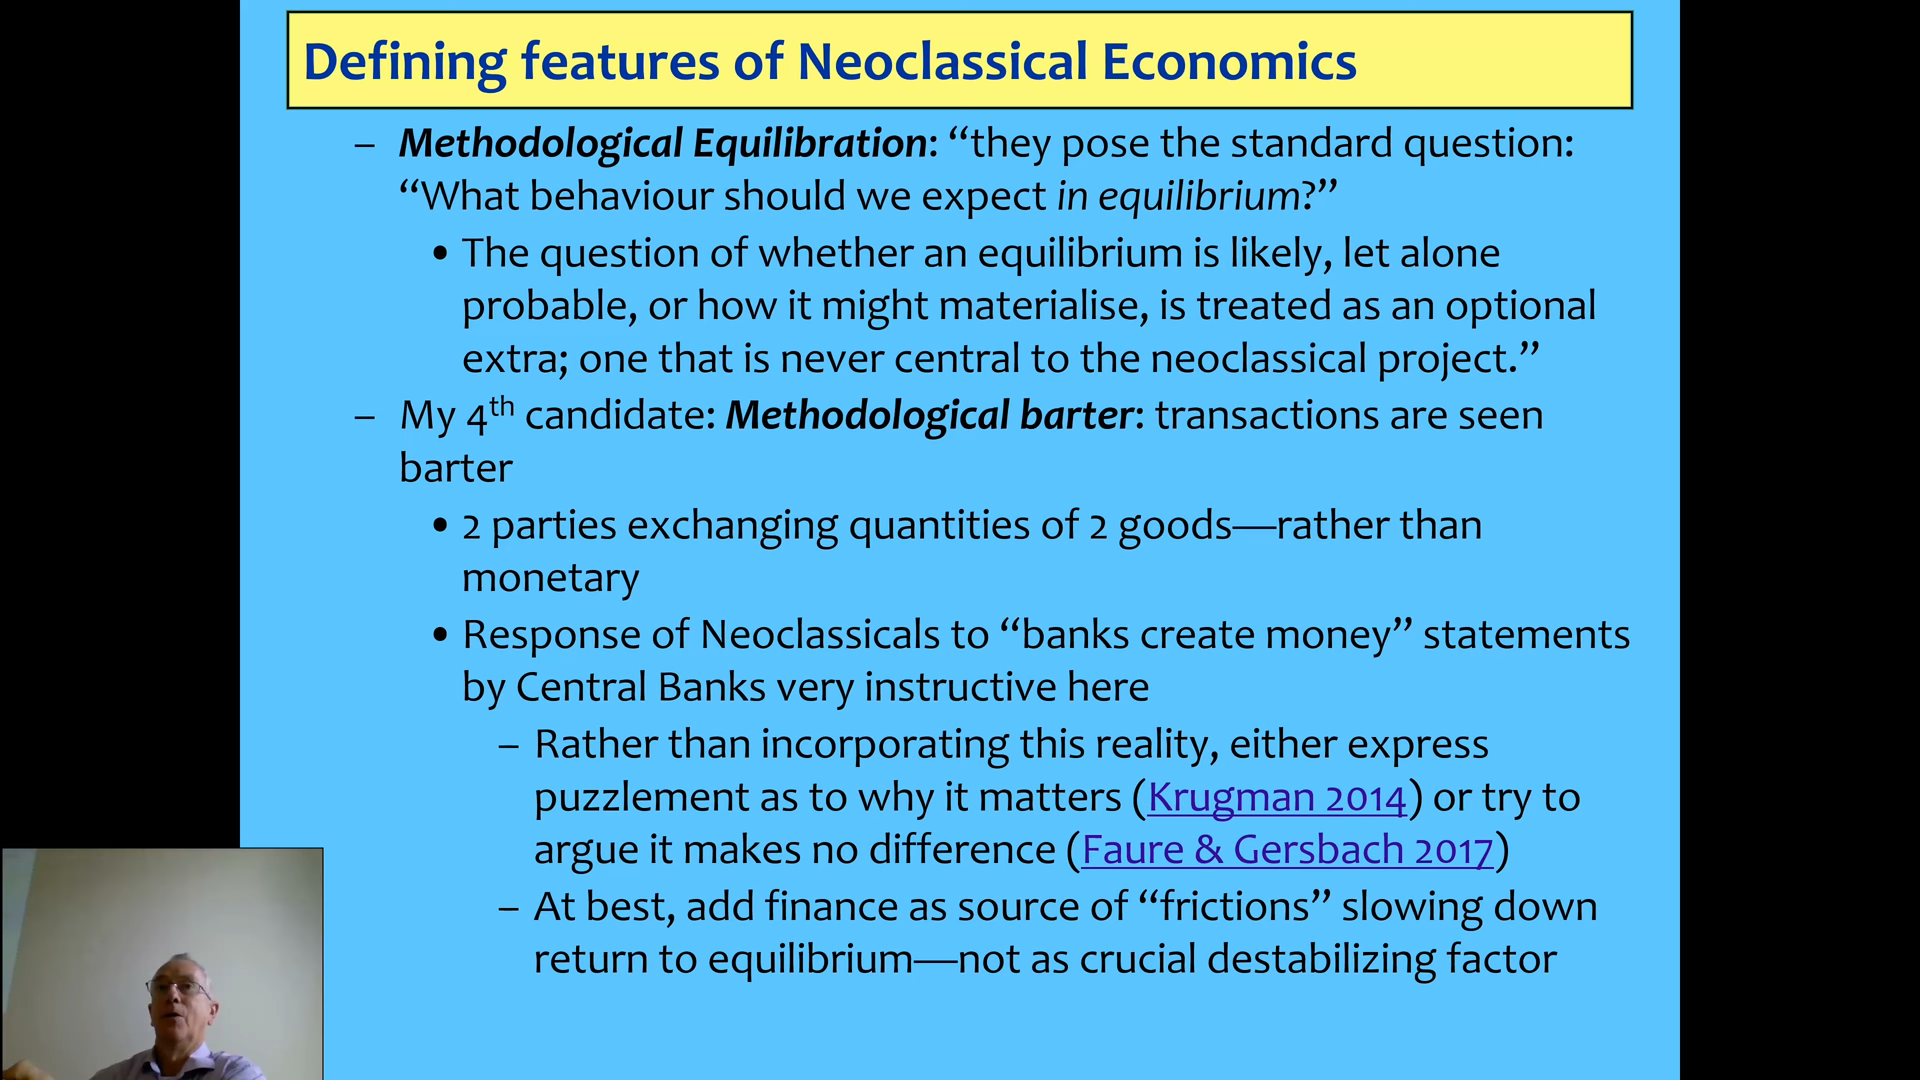 Defining features of Neoclassical Economics
– Methodological Equilibration: “they pose the standard question:
“What behaviour should we expect in equilibrium?”
• The question of whether an equilibrium is likely, let alone
probable, or how it might materialise, is treated as an optional
extra; one that is never central to the neoclassical project.”
– My 4th candidate: Methodological barter: transactions are seen
barter
• 2 parties exchanging quantities of 2 goods—rather than
monetary
• Response of Neoclassicals to “banks create money” statements
by Central Banks very instructive here
– Rather than incorporating this reality, either express
puzzlement as to why it matters (Krugman 2014) or try to
argue it makes no difference (Faure & Gersbach 2017)
– At best, add finance as source of “frictions” slowing down
return to equilibrium—not as crucial destabilizing factor